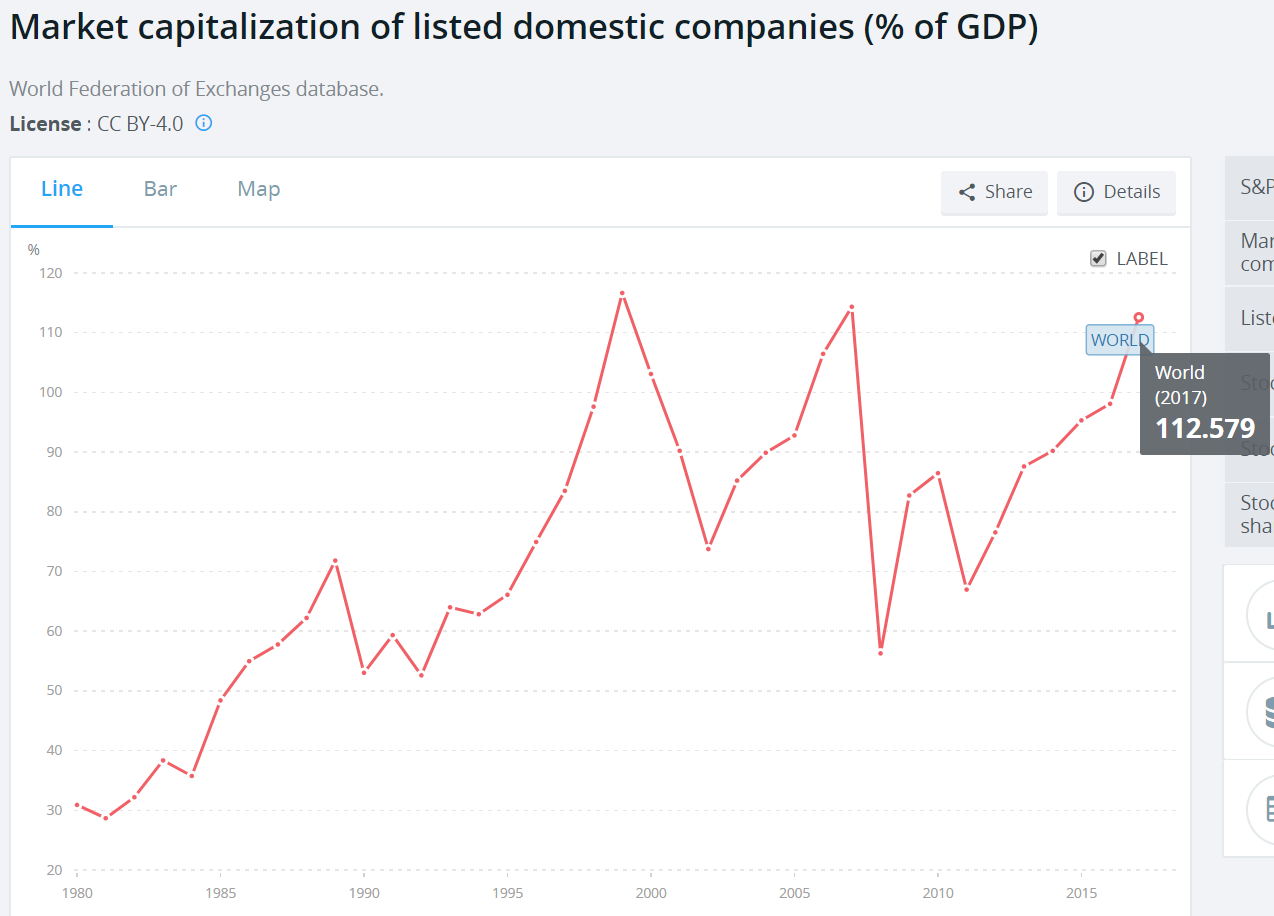 Market capitalization of listed domestic companies (% of GDP)
World Federation of Exchanges database.
License : CC BY-4.0
Line Bar Map Share Details
%
LABEL
120
110
100
90
80
70
60
50
40
30
20
1980 1985 1990 1995 2000 2005 2010 2015
WORLD
World
(2017)
112.579
S&P